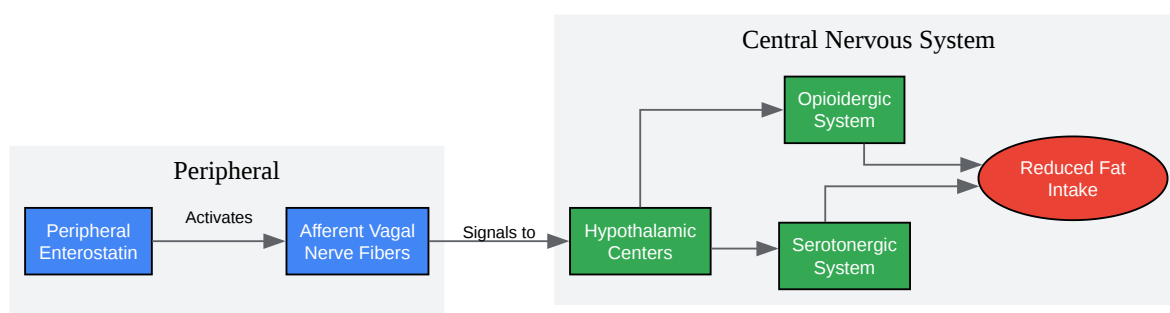 Central Nervous System
Opioidergic
System
Peripheral
Reduced Fat
Intake
Peripheral
Enterostatin
Activates
Afferent Vagal
Nerve Fibers
Signals to
Hypothalamic
Centers
Serotonergic
System